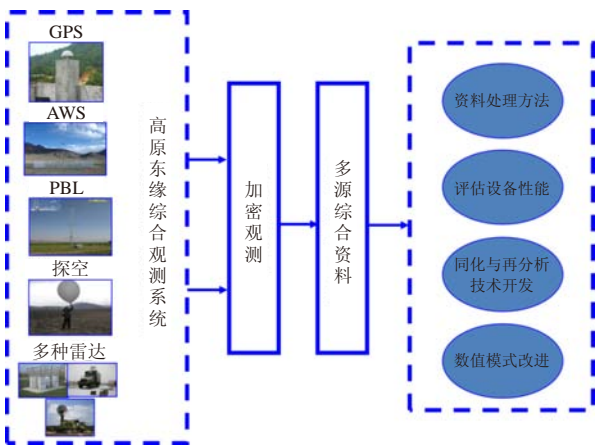 GPS
AWS
PBL
探空
多种雷达
高原东缘综合观测系统
加密观测
多源综合资料
资料处理方法
评估设备性能
同化与再分析
技术开发
数值模式改进